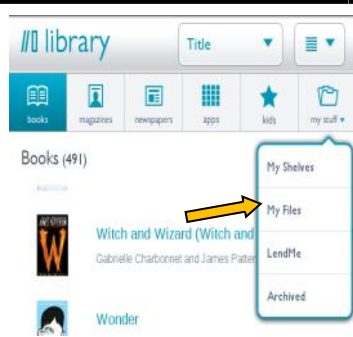 library
Title
books
magazines
newspapers
apps
kids
my stuff
Books (491)
My Shelves
My Files
LendMe
Archived
Witch and Wizard (Witch and
Gabrielle Charbonnet and James Patter
W
Wonder